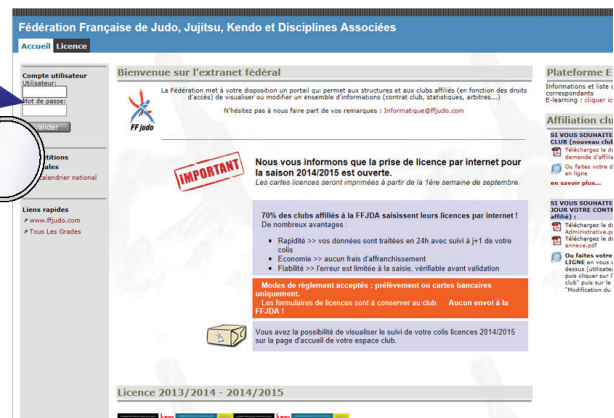 Fédération Française de Judo, Jujitsu, Kendo et Disciplines Associées
Accueil Licence
Compte utilisateur
Utilisateur:
Mot de passe:
Valider
Calendrier national
Liens rapides
www.ffjudo.com
Tous Les Grades
Bienvenue sur l'extranet fédéral
La Fédération met à votre disposition un portail qui permet aux structures et aux clubs affiliés (en fonction des droits
d'accès) de visualiser ou modifier un ensemble d'informations (contrat club, statistiques, arbitres...)
N'hésitez pas à nous faire part de vos remarques : Informatique@ffjudo.com
FF judo
IMPORTANT
Nous vous informons que la prise de licence par internet pour
la saison 2014/2015 est ouverte.
Les cartes licences seront imprimées à partir de la 1ére semaine de septembre.
70% des clubs affiliés à la FFJDA saisissent leurs licences par internet !
De nombreux avantages :
Rapidité >> vos données sont traitées en 24h avec suivi à j+1 de votre
colis
Economie >> aucun frais d'affranchissement
Fiabilité >> l'erreur est limitée à la saisie, vérifiable avant validation
Modes de règlement acceptés : prélèvement ou cartes bancaires
uniquement.
Les formulaires de licences sont à conserver au club. Aucun envoi à la
FFJDA !
Vous avez la possibilité de visualiser le suivi de votre colis licences 2014/2015
sur la page d'accueil de votre espace club.
Licence 2013/2014 - 2014/2015
Plateforme E
Informations et liste
correspondants
E-learning : cliquer ic
Affiliation clu
SI VOUS SOUHAITE
CLUB (nouveau club
Téléchargez le do
demande d'affilia
Ou faites votre d
en ligne
en savoir plus...
SI VOUS SOUHAITE
JOUR VOTRE CONTR
affilié) :
Téléchargez le do
Administrative.p
Téléchargez le do
annexe.pdf
Ou faites votre
LIGNE en vous
dessus [utilisateu
puis cliquer sur l'
club" puis sur le
"Modification du